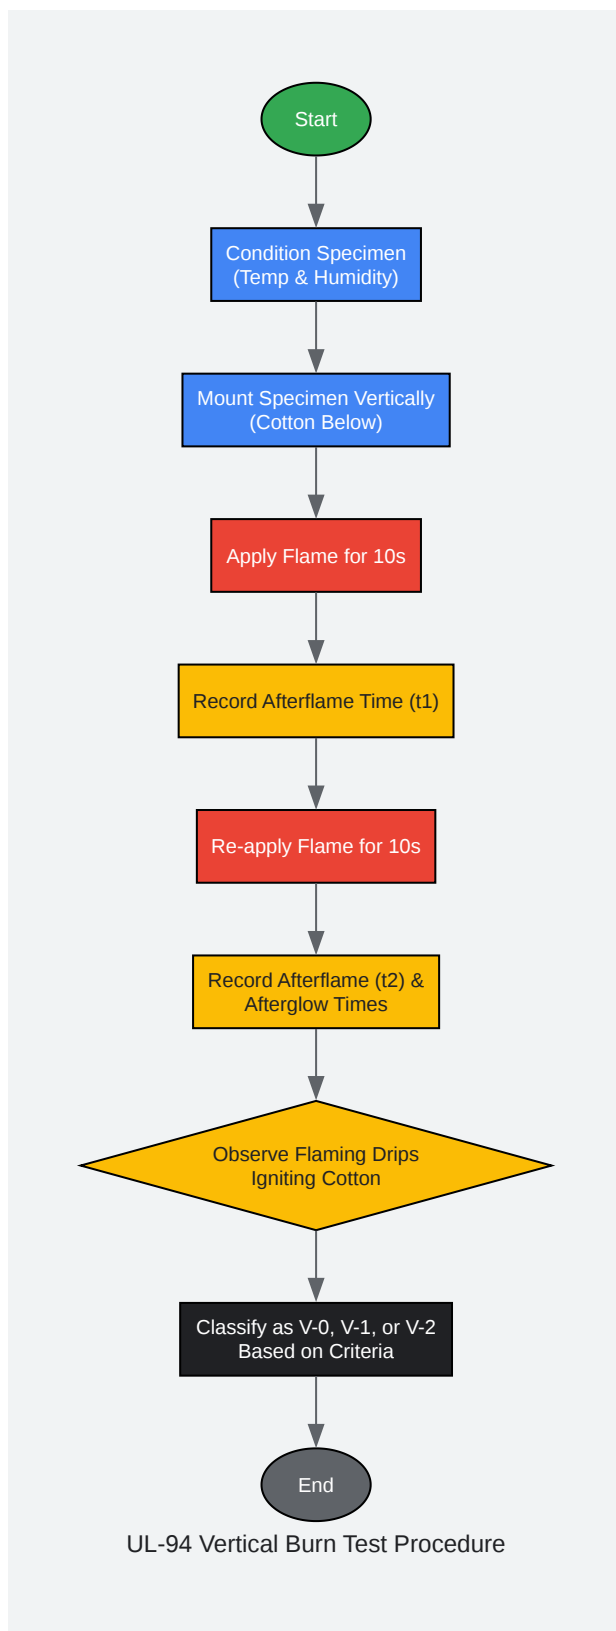 Start
Condition Specimen
(Temp & Humidity)
Mount Specimen Vertically
(Cotton Below)
Apply Flame for 10s
Record Afterflame Time (t1)
Re-apply Flame for 10s
Record Afterflame (t2) &
Afterglow Times
Observe Flaming Drips
Igniting Cotton
Classify as V-0, V-1, or V-2
Based on Criteria
End
UL-94 Vertical Burn Test Procedure